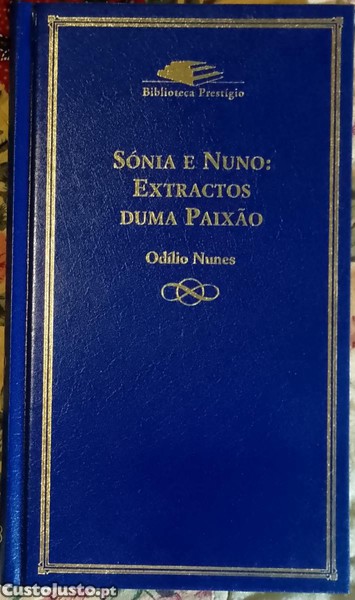 Biblioteca Prestígio
SÓNIA E NUNO:
EXTRACTOS
DUMA PAIXÃO
Odílio Nunes
CustoJusto.pt